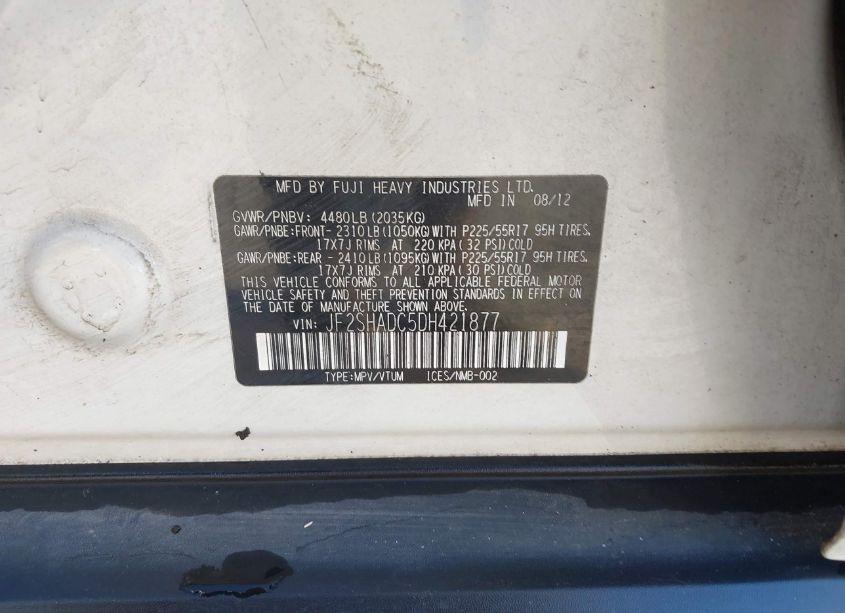 MFD BY FUJI HEAVY INDUSTRIES LTD.
MFD IN 08/12
GVWR/PNBV: 4480LB(2035KG)
GAWR/PNBE:FRONT- 2310LB(1050KG)WITH P225/55R17 95H TIRES.
17X7J RIMS AT 220 KPA(32 PSI)COLD
GAWR/PNBE:REAR - 2410LB(1095KG)WITH P225/55R17 95H TIRES.
17X7J RIMS AT 210 KPA(30 PSI)COLD
THIS VEHICLE CONFORMS TO ALL APPLICABLE FEDERAL MOTOR
VEHICLE SAFETY AND THEFT PREVENTION STANDARDS IN EFFECT ON
THE DATE OF MANUFACTURE SHOWN ABOVE.
VIN: JF2SHADC5DH421877
TYPE:MPV/VTUM ICES/NMB-002